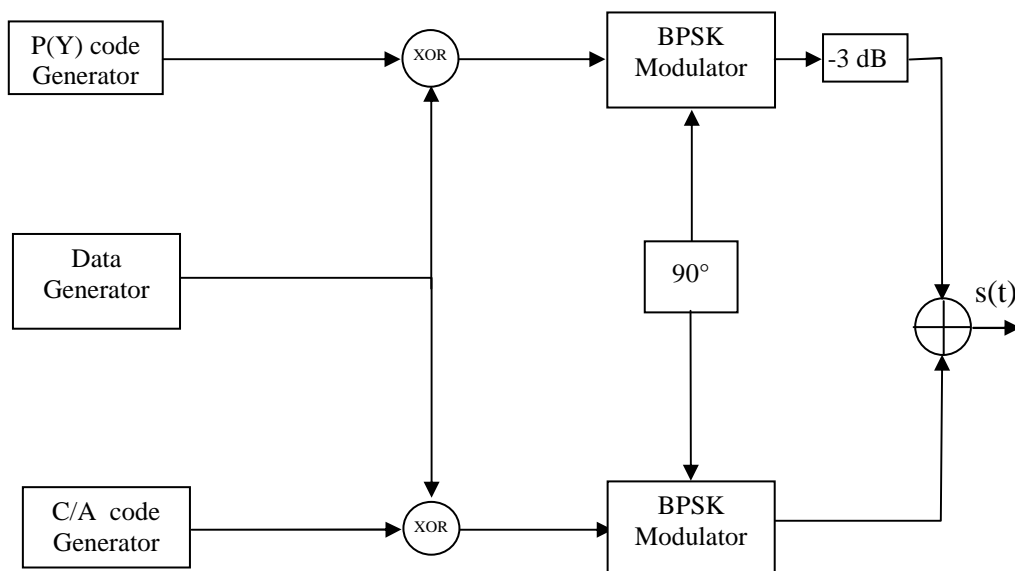 P(Y) code
Generator
XOR
BPSK
Modulator
-3 dB
Data
Generator
90°
s(t)
C/A code
Generator
XOR
BPSK
Modulator